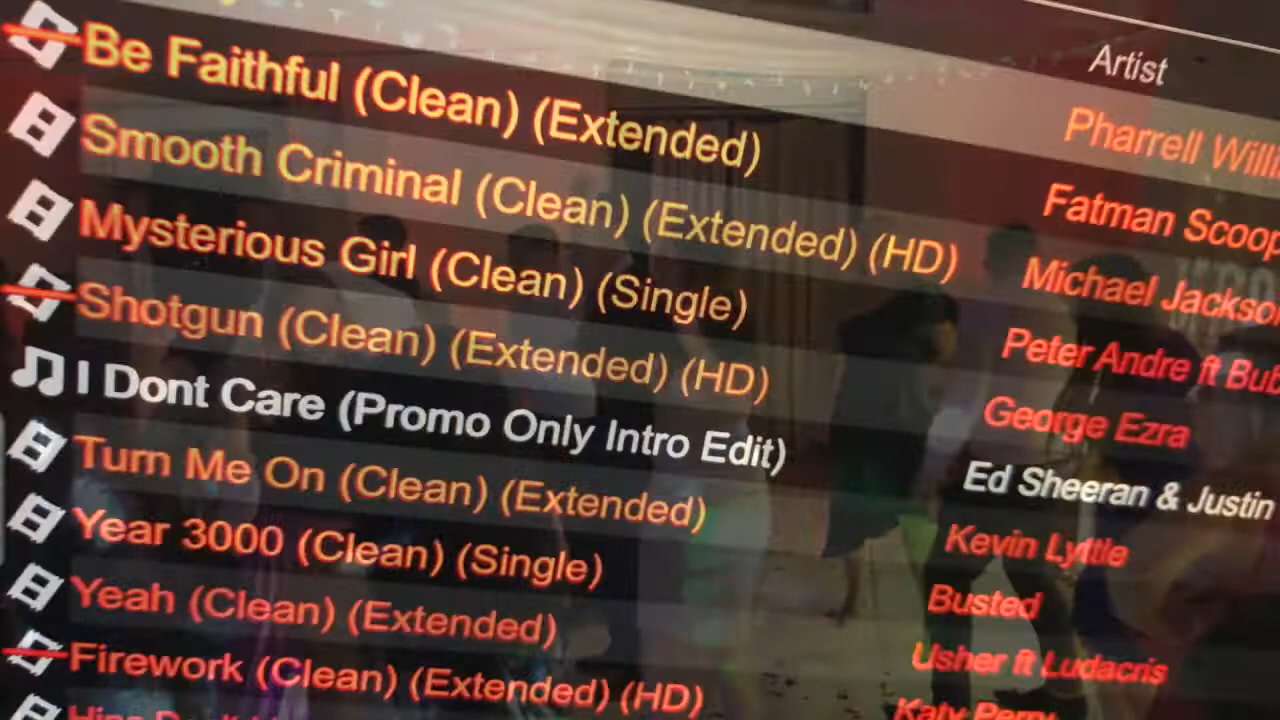 Artist
Pharrell Willi
Be Faithful (Clean) (Extended)
Fatman Scoop
Smooth Criminal (Clean) (Extended) (HD)
Michael Jackson
Mysterious Girl (Clean) (Single)
Peter Andre ft Bub
Shotgun (Clean) (Extended) (HD)
George Ezra
I Dont Care (Promo Only Intro Edit)
Ed Sheeran & Justin
Turn Me On (Clean) (Extended)
Kevin Lyttle
Year 3000 (Clean) (Single)
Busted
Yeah (Clean) (Extended)
Usher ft Ludacris
Firework (Clean) (Extended) (HD)
Katy Perry